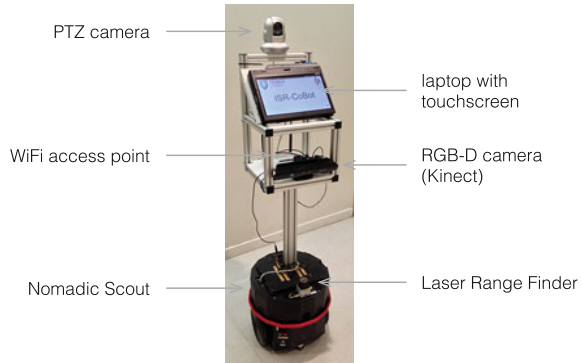 PTZ camera
laptop with
touchscreen
ISR-CoBot
WiFi access point
RGB-D camera
(Kinect)
Nomadic Scout
Laser Range Finder